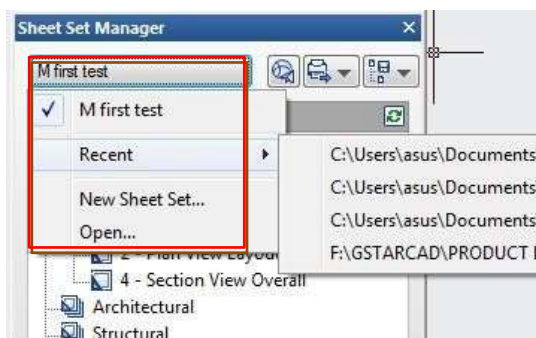 Sheet Set Manager
M first test
M first test
Recent
C:\Users\asus\Documents
C:\Users\asus\Documents
C:\Users\asus\Documents
New Sheet Set...
Open...
F:\GSTARCAD\PRODUCT
2 - Plan View
4 - Section View Overall
Architectural
Structural